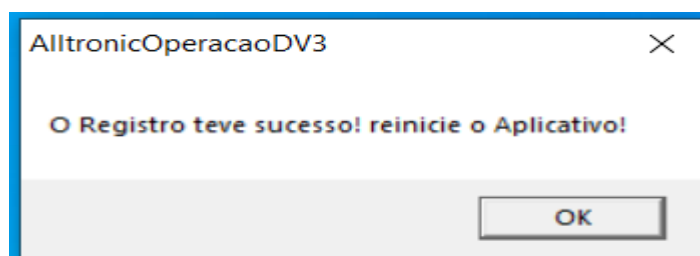 AlltronicOperacaoDV3
O Registro teve sucesso! reinicie o Aplicativo!
OK